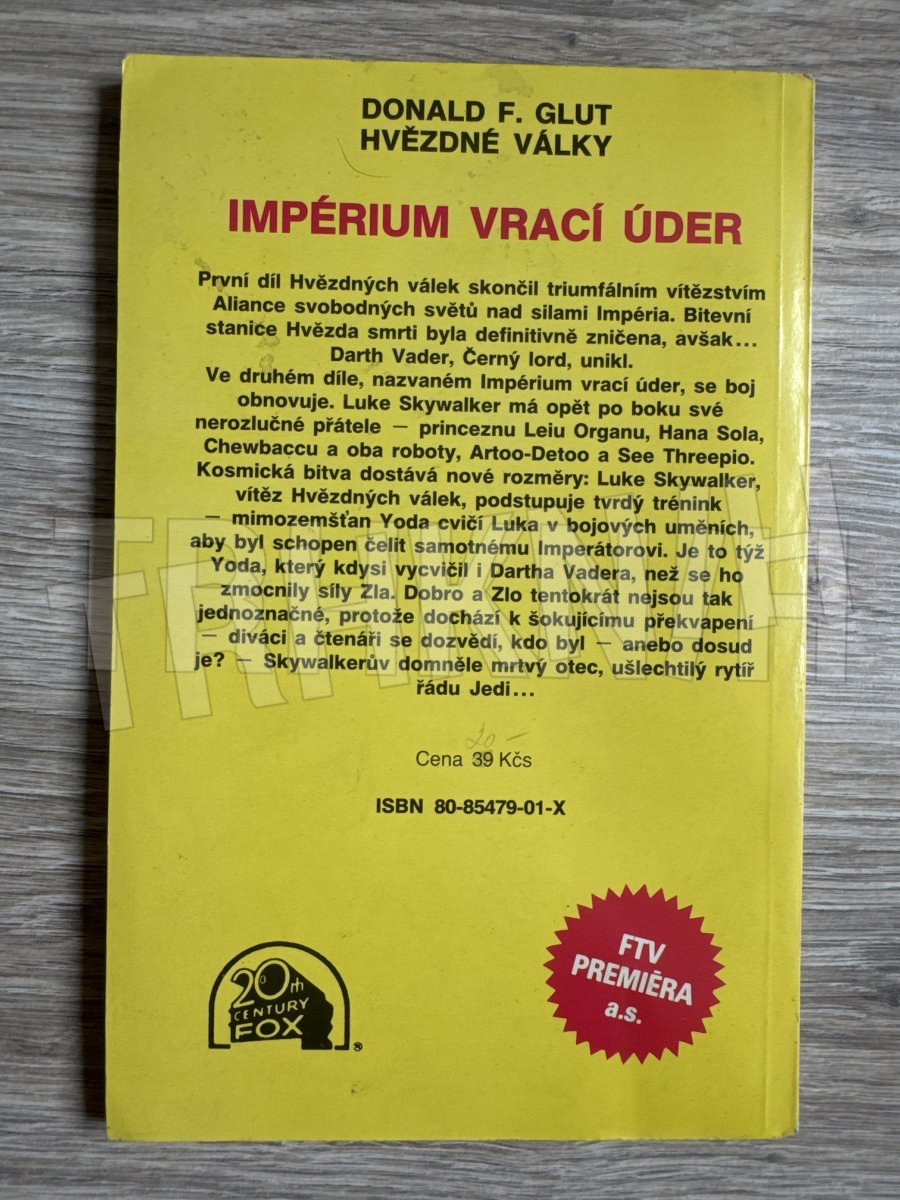 DONALD F. GLUT
HVĚZDNÉ VÁLKY
IMPÉRIUM VRACÍ ÚDER
První díl Hvězdných válek skončil triumfálním vítězstvím
Aliance svobodných světů nad silami Impéria. Bitevní
stanice Hvězda smrti byla definitivně zničena, avšak...
Darth Vader, Černý lord, unikl.
Ve druhém díle, nazvaném Impérium vrací úder, se boj
obnovuje. Luke Skywalker má opět po boku své
nerozlučné přátele — princeznu Leiu Organu, Hana Sola,
Chewbaccu a oba roboty, Artoo-Detoo a See Threepio.
Kosmická bitva dostává nové rozměry: Luke Skywalker,
vítěz Hvězdných válek, podstupuje tvrdý trénink
— mimozemšťan Yoda cvičí Luka v bojových uměních,
aby byl schopen čelit samotnému Imperátorovi. Je to týž
Yoda, který kdysi vycvičil i Dartha Vadera, než se ho
zmocnily síly Zla. Dobro a Zlo tentokrát nejsou tak
jednoznačné, protože dochází k šokujícímu překvapení
— diváci a čtenáři se dozvědí, kdo byl — anebo dosud
je? — Skywalkerův domněle mrtvý otec, ušlechtilý rytíř
řádu Jedi...
20 —
Cena 39 Kčs
ISBN 80-85479-01-X
20th
CENTURY
FOX
®
FTV
PREMIÉRA
a.s.
TRHKNIH